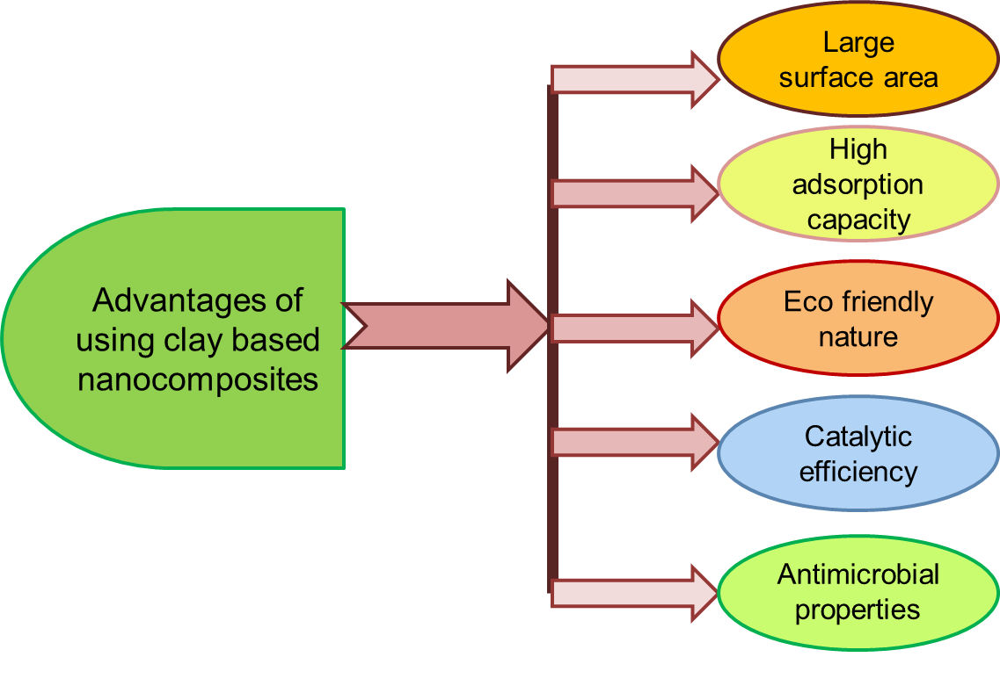 Large
surface area
High
adsorption
capacity
Advantages of
using clay based
nanocomposites
Eco friendly
nature
Catalytic
efficiency
Antimicrobial
properties